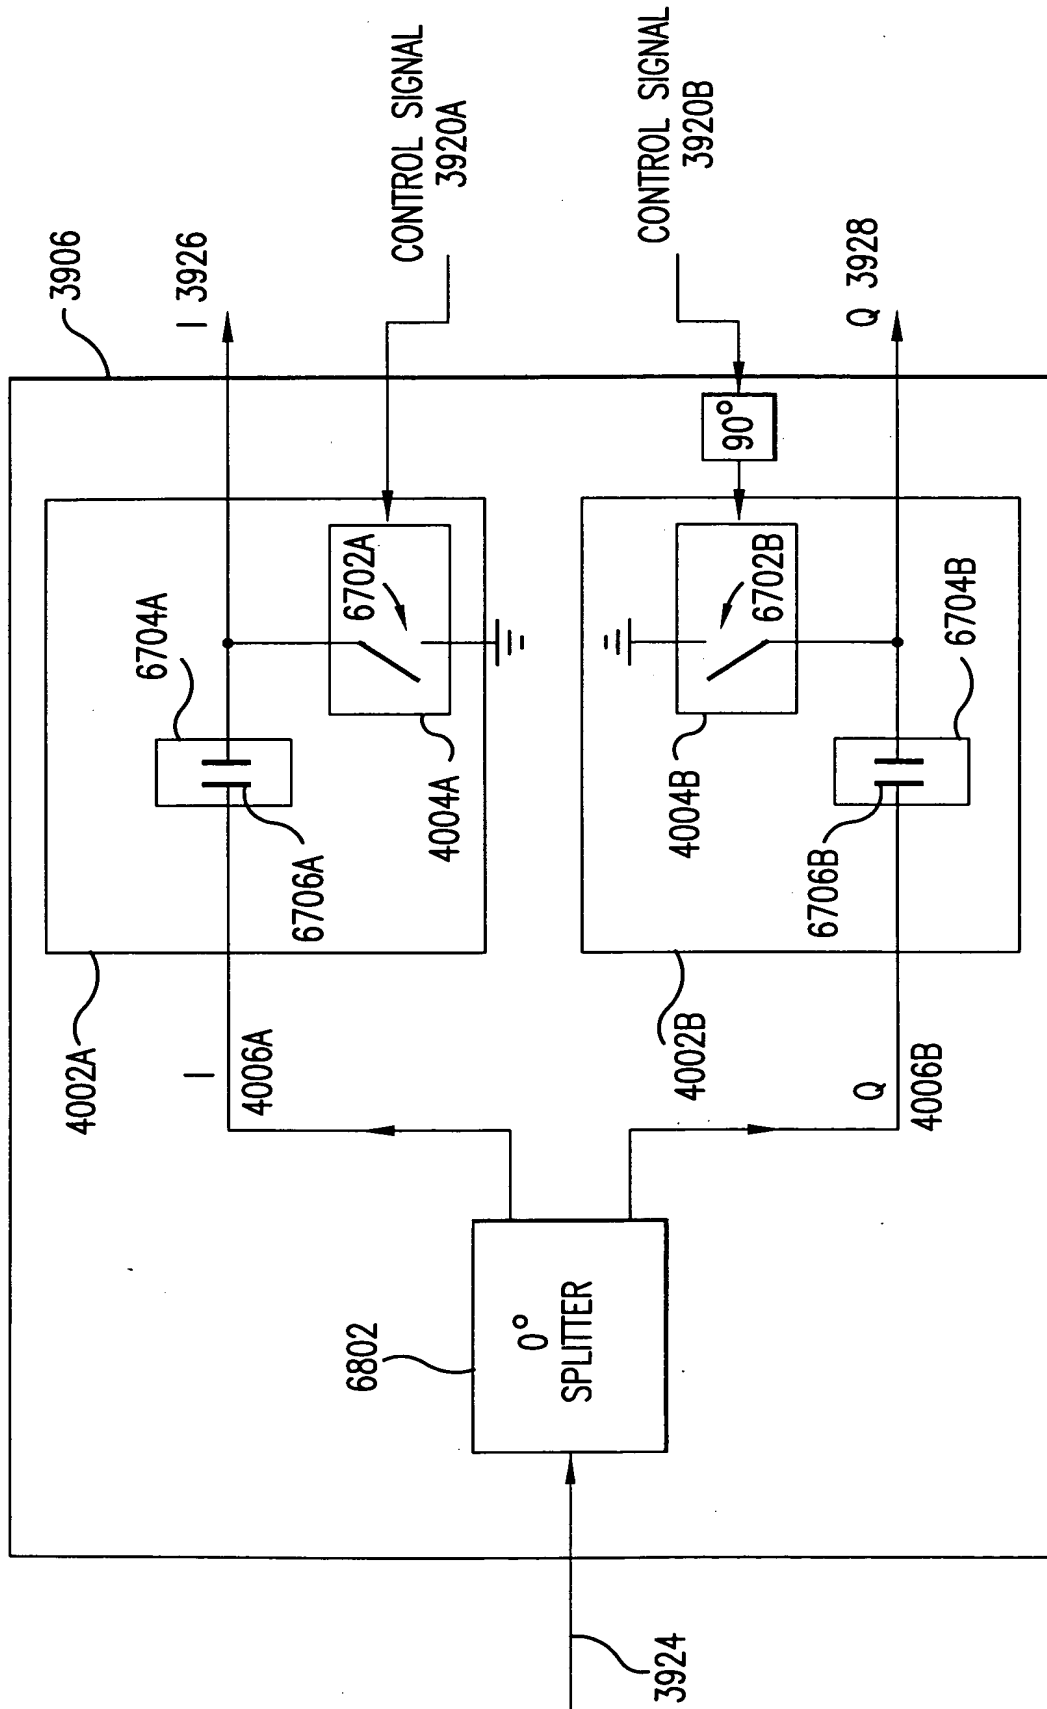 3906
I 3926
CONTROL SIGNAL
3920A
CONTROL SIGNAL
3920B
Q 3928
90°
6702A
6704A
4004A
6706A
4002A
6702B
6704B
4004B
6706B
4002B
I
4006A
Q
4006B
6802
0°
SPLITTER
3924